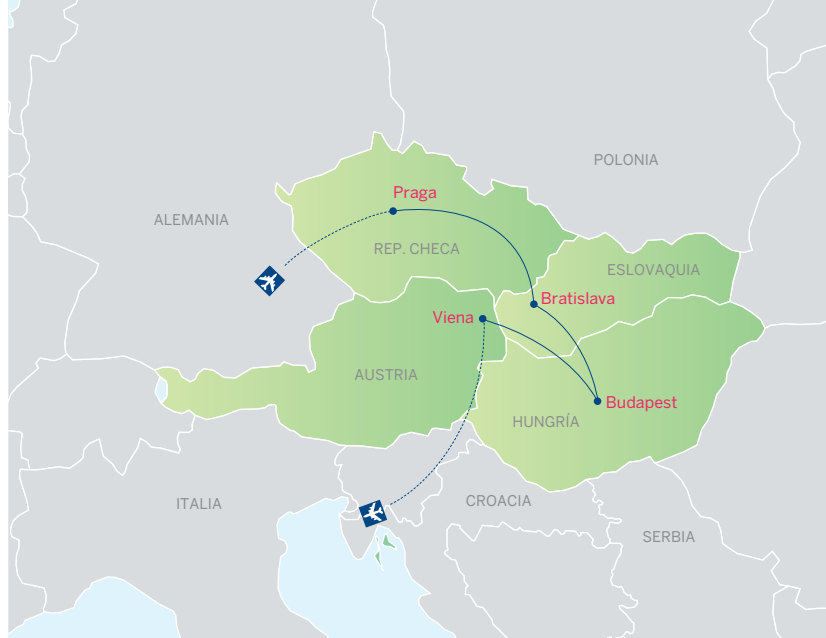 POLONIA
Praga
ALEMANIA
REP. CHECA
ESLOVAQUIA
Bratislava
Viena
AUSTRIA
Budapest
HUNGRÍA
CROACIA
ITALIA
SERBIA